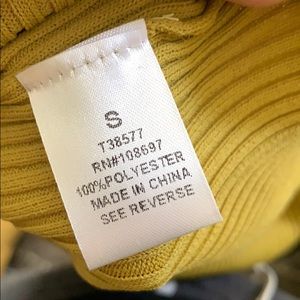 S
T38577
RN#108697
100%POLYESTER
MADE IN CHINA
SEE REVERSE